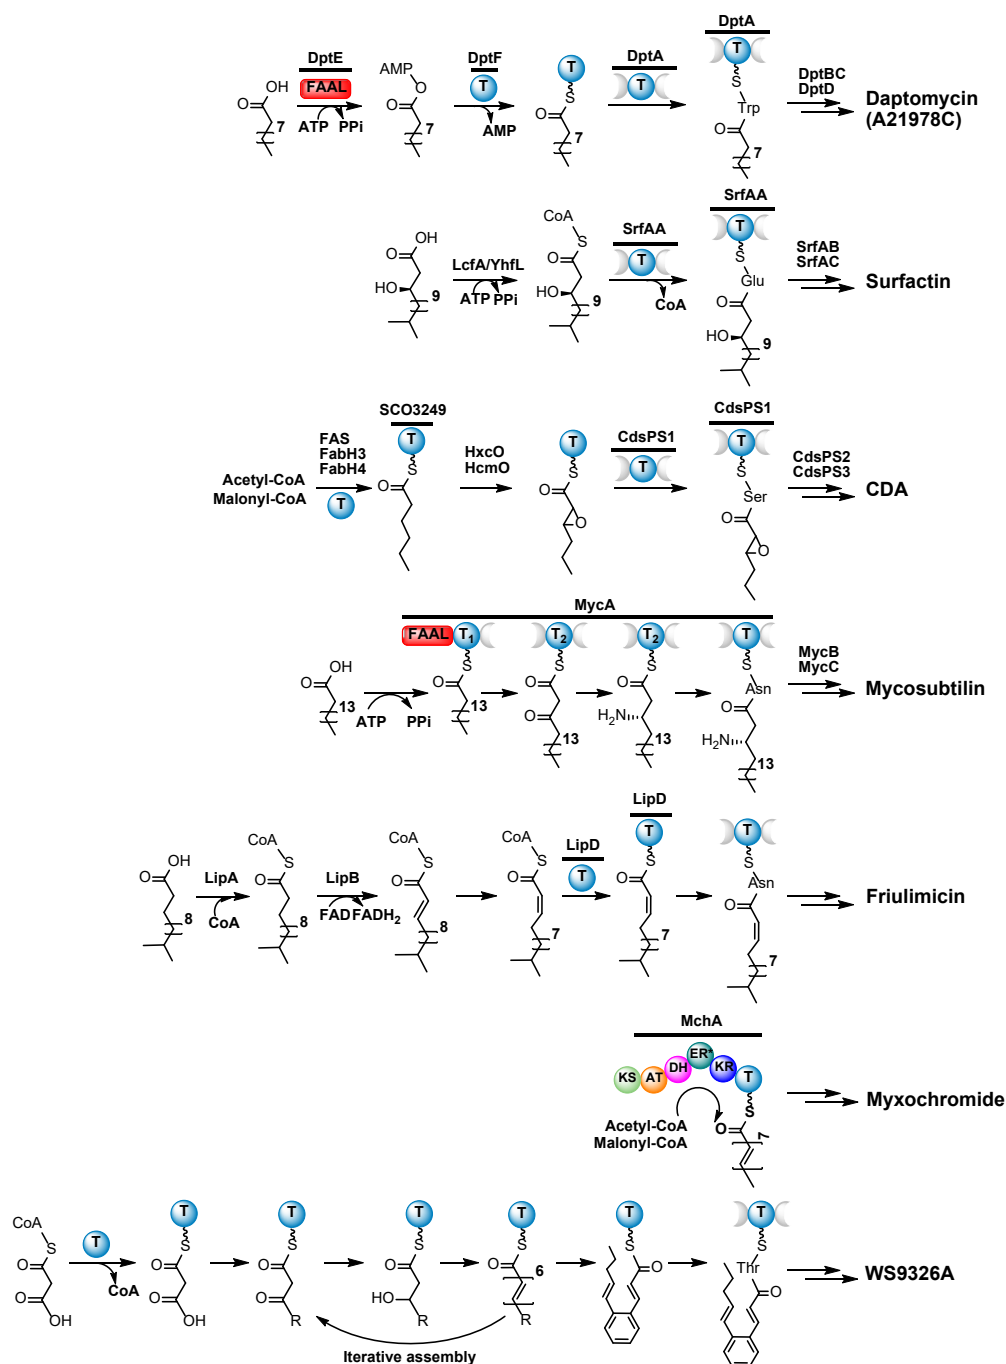 DptA
DptE
DptF
DptA
T
FAAL
T
T
T
AMP
OH
O
O
O
S
O
S
Trp
O
ATP
PPi
AMP
7
7
7
7
DptBC
DptD
Daptomycin
(A21978C)
SrfAA
CoA
SrfAA
T
OH
O
S
O
T
S
LcfA/YhfL
ATP
PPi
CoA
HO
9
HO
9
Glu
O
HO
9
SrfAB
SrfAC
Surfactin
SCO3249
CdsPS1
T
T
CdsPS1
T
FAS
FabH3
FabH4
Acetyl-CoA
Malonyl-CoA
T
S
O
HxcO
HcmO
S
O
O
T
S
Ser
O
O
CdsPS2
CdsPS3
CDA
MycA
FAAL
T1
T2
T2
T
OH
O
13
ATP
PPi
S
O
13
S
O
O
13
S
O
H2N
13
S
Asn
O
H2N
13
MycB
MycC
Mycosubtilin
LipD
CoA
CoA
CoA
LipD
T
T
T
OH
O
S
O
S
O
S
O
S
O
S
Asn
O
LipA
CoA
LipB
FAD
FADH2
8
8
8
7
7
7
Friulimicin
MchA
KS
AT
DH
ER*
KR
T
Acetyl-CoA
Malonyl-CoA
S
O
7
Myxochromide
T
T
T
T
T
T
T
CoA
S
O
O
OH
CoA
S
O
O
OH
S
O
O
R
S
O
HO
R
S
O
6
R
S
O
S
Thr
O
WS9326A
Iterative assembly